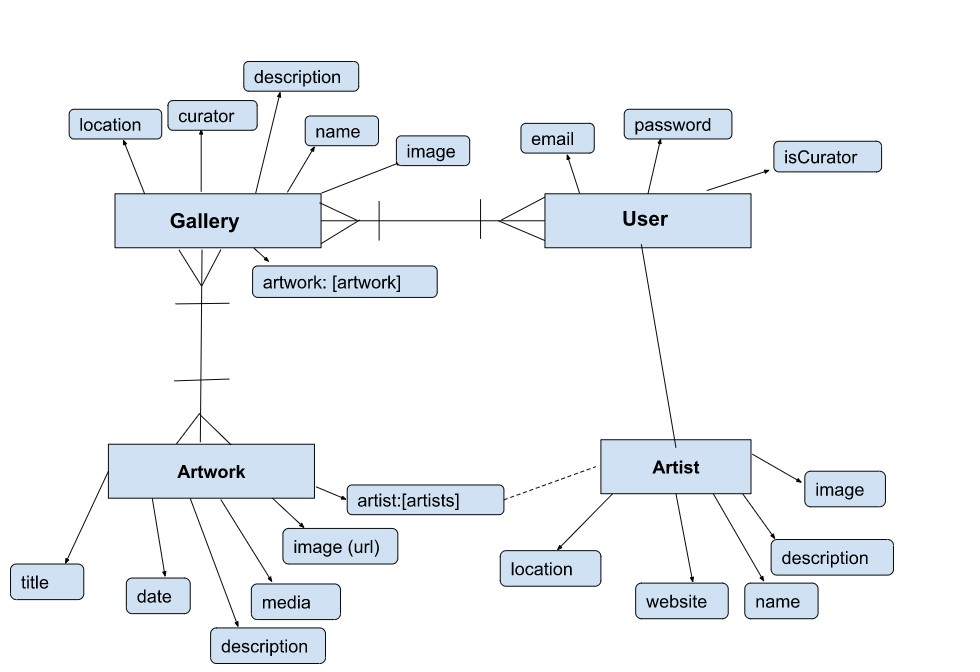 description
location
curator
name
image
email
password
isCurator
Gallery
User
artwork: [artwork]
Artwork
Artist
artist:[artists]
image
image (url)
description
location
title
date
media
website
name
description